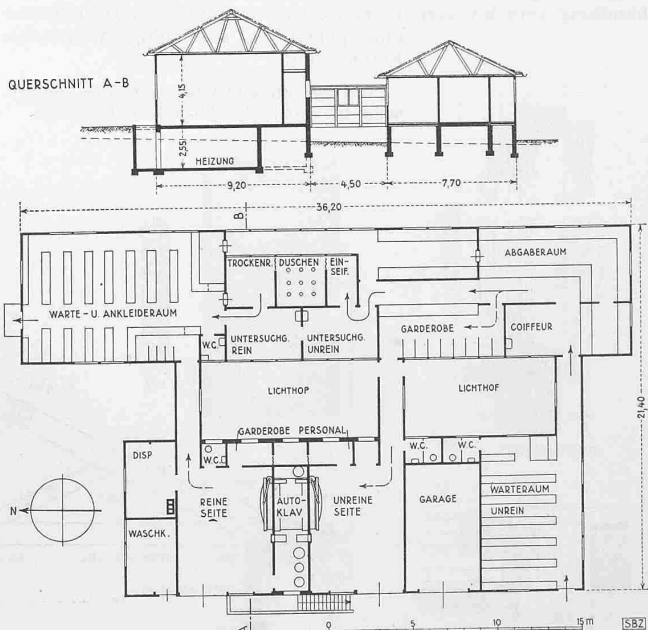 QUERSCHNITT A-B
4,15
2,55
HEIZUNG
9,20
4,50
7,70
36,20
B
TROCKENR.
DUSCHEN
EIN-
SEIF.
ABGABERAUM
WARTE- U. ANKLEIDERAUM
UNTERSUCHG.
REIN
UNTERSUCHG.
UNREIN
GARDEROBE
COIFFEUR
W.C.
LICHTHOP
LICHTHOF
21,40
GARDEROBE PERSONAL
DISP
W.C.
W.C.
W.C.
N
REINE
SEITE
AUTO-
KLAV
UNREINE
SEITE
GARAGE
WARTERAUM
UNREIN
WASCHK.
A
0
5
10
15 m
SBZ